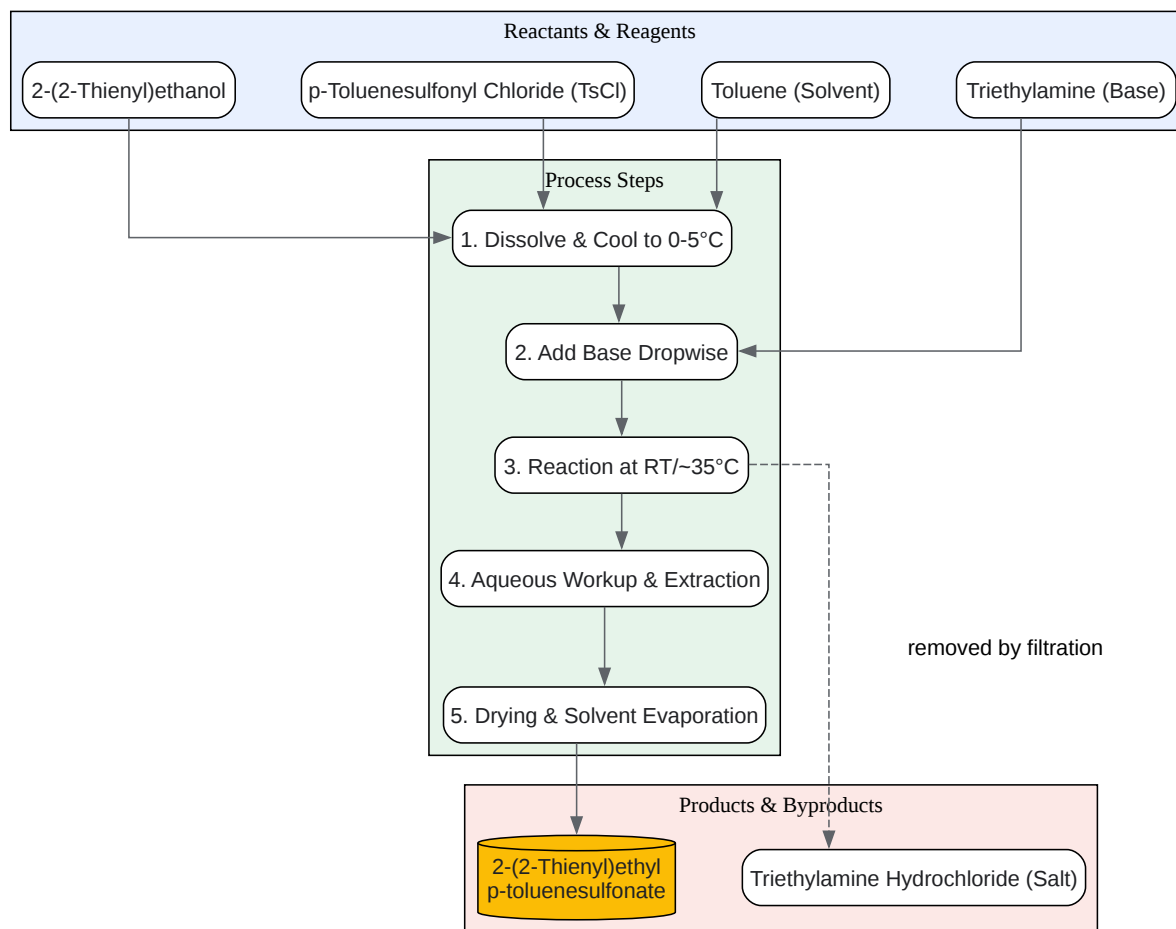 Reactants & Reagents
2-(2-Thienyl)ethanol
p-Toluenesulfonyl Chloride (TsCl)
Toluene (Solvent)
Triethylamine (Base)
Process Steps
1. Dissolve & Cool to 0-5°C
2. Add Base Dropwise
3. Reaction at RT/~35°C
4. Aqueous Workup & Extraction
removed by filtration
5. Drying & Solvent Evaporation
Products & Byproducts
2-(2-Thienyl)ethyl
p-toluenesulfonate
Triethylamine Hydrochloride (Salt)